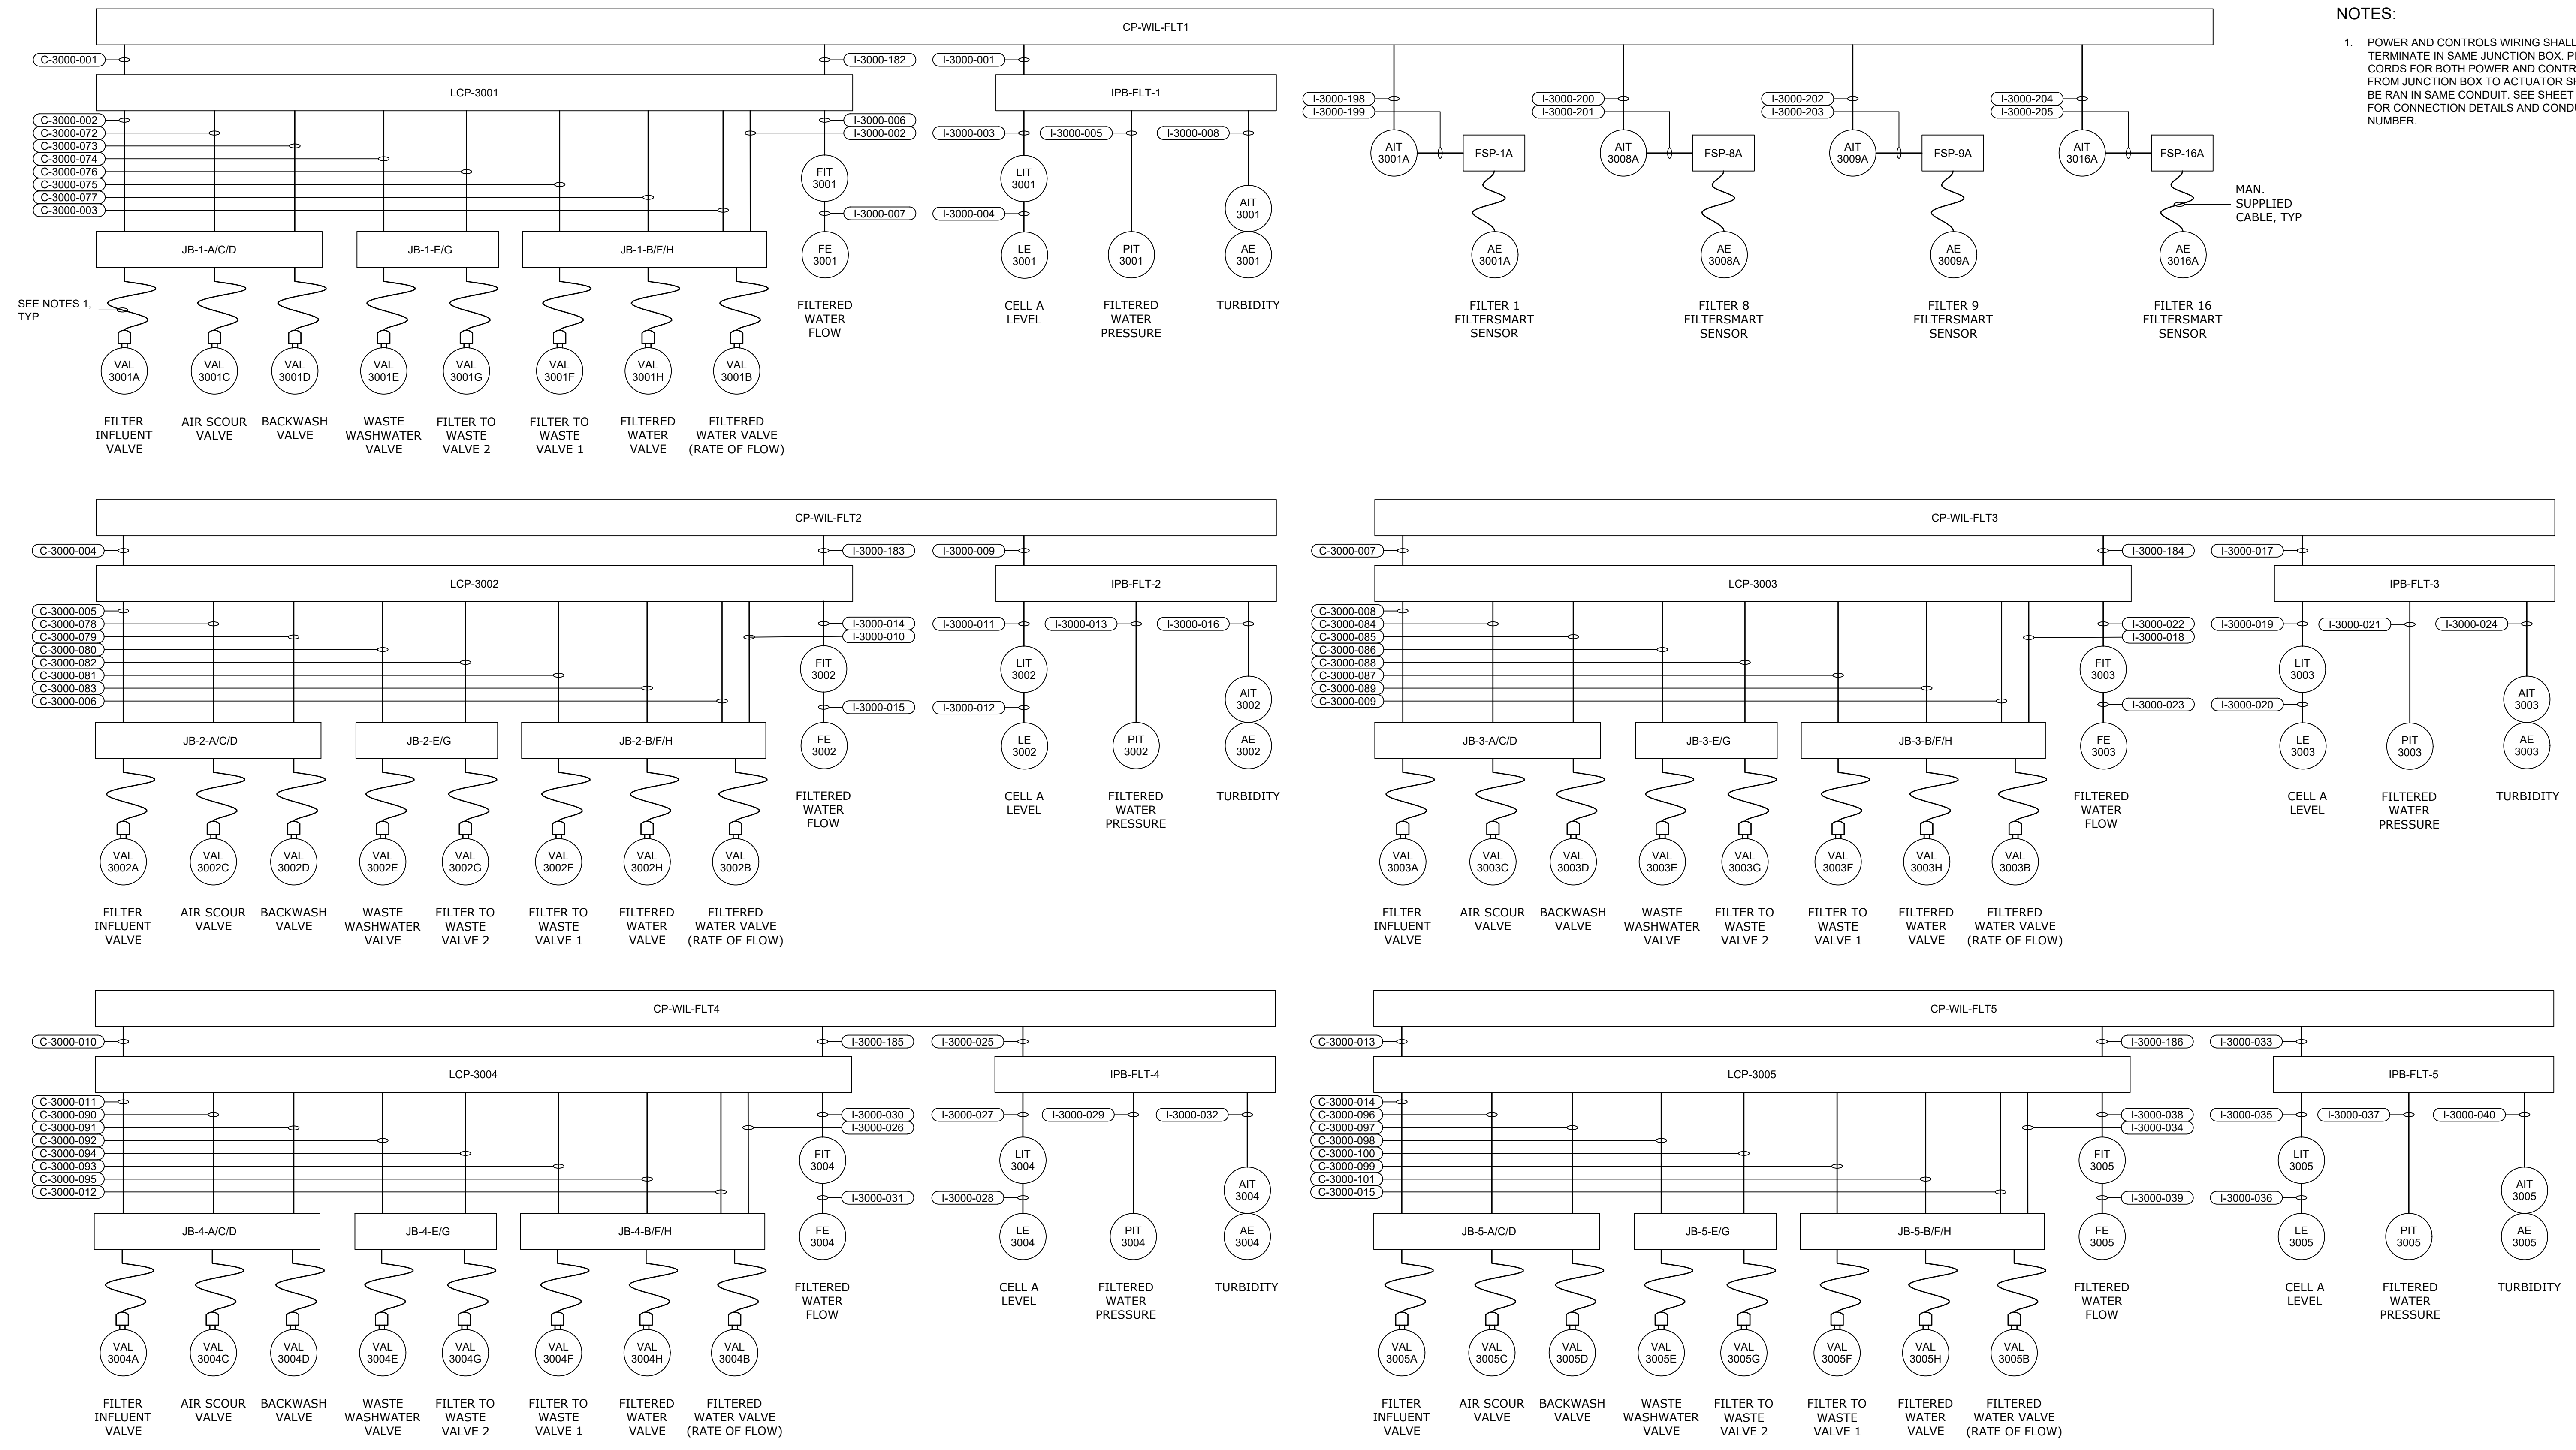 CP-WIL-FLT1
C-3000-001
I-3000-182
I-3000-001
LCP-3001
IPB-FLT-1
C-3000-002
C-3000-072
C-3000-073
C-3000-074
C-3000-076
C-3000-075
C-3000-077
C-3000-003
I-3000-006
I-3000-002
I-3000-007
I-3000-003
I-3000-005
I-3000-008
I-3000-004
JB-1-A/C/D
JB-1-E/G
JB-1-B/F/H
FIT
3001
FE
3001
LIT
3001
LE
3001
PIT
3001
AIT
3001
AE
3001
SEE NOTES 1,
TYP
VAL
3001A
VAL
3001C
VAL
3001D
VAL
3001E
VAL
3001G
VAL
3001F
VAL
3001H
VAL
3001B
FILTER
INFLUENT
VALVE
AIR SCOUR
VALVE
BACKWASH
VALVE
WASTE
WASHWATER
VALVE
FILTER TO
WASTE
VALVE 2
FILTER TO
WASTE
VALVE 1
FILTERED
WATER
VALVE
FILTERED
WATER VALVE
(RATE OF FLOW)
FILTERED
WATER
FLOW
CELL A
LEVEL
FILTERED
WATER
PRESSURE
TURBIDITY
I-3000-198
I-3000-199
AIT
3001A
FSP-1A
AE
3001A
FILTER 1
FILTERSMART
SENSOR
I-3000-200
I-3000-201
AIT
3008A
FSP-8A
AE
3008A
FILTER 8
FILTERSMART
SENSOR
I-3000-202
I-3000-203
AIT
3009A
FSP-9A
AE
3009A
FILTER 9
FILTERSMART
SENSOR
I-3000-204
I-3000-205
AIT
3016A
FSP-16A
AE
3016A
FILTER 16
FILTERSMART
SENSOR
MAN.
SUPPLIED
CABLE, TYP
NOTES:
1. POWER AND CONTROLS WIRING SHALL
TERMINATE IN SAME JUNCTION BOX.
CORDS FOR BOTH POWER AND
FROM JUNCTION BOX TO ACTUATOR
BE RAN IN SAME CONDUIT. SEE SHEET
FOR CONNECTION DETAILS AND
NUMBER.
CP-WIL-FLT2
C-3000-004
I-3000-183
I-3000-009
LCP-3002
IPB-FLT-2
C-3000-005
C-3000-078
C-3000-079
C-3000-080
C-3000-082
C-3000-081
C-3000-083
C-3000-006
I-3000-014
I-3000-010
I-3000-015
I-3000-011
I-3000-013
I-3000-016
I-3000-012
JB-2-A/C/D
JB-2-E/G
JB-2-B/F/H
FIT
3002
FE
3002
LIT
3002
LE
3002
PIT
3002
AIT
3002
AE
3002
VAL
3002A
VAL
3002C
VAL
3002D
VAL
3002E
VAL
3002G
VAL
3002F
VAL
3002H
VAL
3002B
FILTER
INFLUENT
VALVE
AIR SCOUR
VALVE
BACKWASH
VALVE
WASTE
WASHWATER
VALVE
FILTER TO
WASTE
VALVE 2
FILTER TO
WASTE
VALVE 1
FILTERED
WATER
VALVE
FILTERED
WATER VALVE
(RATE OF FLOW)
FILTERED
WATER
FLOW
CELL A
LEVEL
FILTERED
WATER
PRESSURE
TURBIDITY
CP-WIL-FLT3
C-3000-007
I-3000-184
I-3000-017
LCP-3003
IPB-FLT-3
C-3000-008
C-3000-084
C-3000-085
C-3000-086
C-3000-088
C-3000-087
C-3000-089
C-3000-009
I-3000-022
I-3000-018
I-3000-023
I-3000-019
I-3000-021
I-3000-024
I-3000-020
JB-3-A/C/D
JB-3-E/G
JB-3-B/F/H
FIT
3003
FE
3003
LIT
3003
LE
3003
PIT
3003
AIT
3003
AE
3003
VAL
3003A
VAL
3003C
VAL
3003D
VAL
3003E
VAL
3003G
VAL
3003F
VAL
3003H
VAL
3003B
FILTER
INFLUENT
VALVE
AIR SCOUR
VALVE
BACKWASH
VALVE
WASTE
WASHWATER
VALVE
FILTER TO
WASTE
VALVE 2
FILTER TO
WASTE
VALVE 1
FILTERED
WATER
VALVE
FILTERED
WATER VALVE
(RATE OF FLOW)
FILTERED
WATER
FLOW
CELL A
LEVEL
FILTERED
WATER
PRESSURE
TURBIDITY
CP-WIL-FLT4
C-3000-010
I-3000-185
I-3000-025
LCP-3004
IPB-FLT-4
C-3000-011
C-3000-090
C-3000-091
C-3000-092
C-3000-094
C-3000-093
C-3000-095
C-3000-012
I-3000-030
I-3000-026
I-3000-031
I-3000-027
I-3000-029
I-3000-032
I-3000-028
JB-4-A/C/D
JB-4-E/G
JB-4-B/F/H
FIT
3004
FE
3004
LIT
3004
LE
3004
PIT
3004
AIT
3004
AE
3004
VAL
3004A
VAL
3004C
VAL
3004D
VAL
3004E
VAL
3004G
VAL
3004F
VAL
3004H
VAL
3004B
FILTER
INFLUENT
VALVE
AIR SCOUR
VALVE
BACKWASH
VALVE
WASTE
WASHWATER
VALVE
FILTER TO
WASTE
VALVE 2
FILTER TO
WASTE
VALVE 1
FILTERED
WATER
VALVE
FILTERED
WATER VALVE
(RATE OF FLOW)
FILTERED
WATER
FLOW
CELL A
LEVEL
FILTERED
WATER
PRESSURE
TURBIDITY
CP-WIL-FLT5
C-3000-013
I-3000-186
I-3000-033
LCP-3005
IPB-FLT-5
C-3000-014
C-3000-096
C-3000-097
C-3000-098
C-3000-100
C-3000-099
C-3000-101
C-3000-015
I-3000-038
I-3000-034
I-3000-039
I-3000-035
I-3000-037
I-3000-040
I-3000-036
JB-5-A/C/D
JB-5-E/G
JB-5-B/F/H
FIT
3005
FE
3005
LIT
3005
LE
3005
PIT
3005
AIT
3005
AE
3005
VAL
3005A
VAL
3005C
VAL
3005D
VAL
3005E
VAL
3005G
VAL
3005F
VAL
3005H
VAL
3005B
FILTER
INFLUENT
VALVE
AIR SCOUR
VALVE
BACKWASH
VALVE
WASTE
WASHWATER
VALVE
FILTER TO
WASTE
VALVE 2
FILTER TO
WASTE
VALVE 1
FILTERED
WATER
VALVE
FILTERED
WATER VALVE
(RATE OF FLOW)
FILTERED
WATER
FLOW
CELL A
LEVEL
FILTERED
WATER
PRESSURE
TURBIDITY